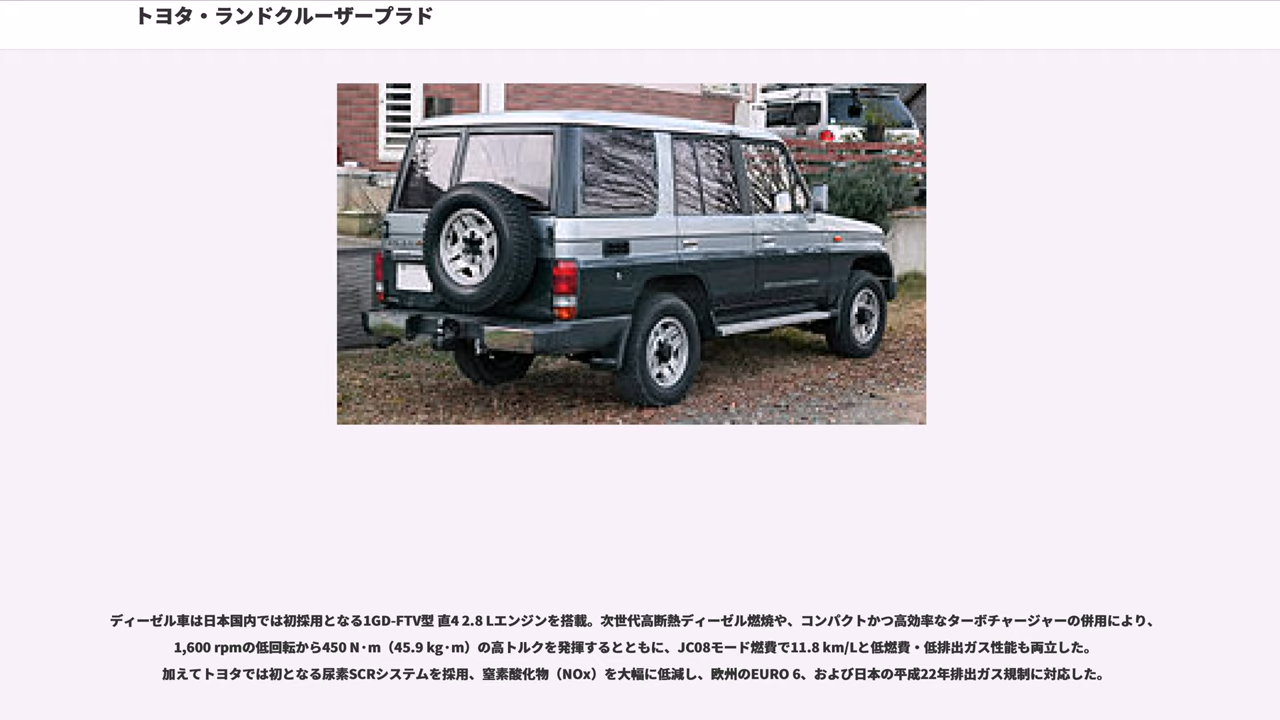 トヨタ・ランドクルーザープラド
ディーゼル車は日本国内では初採用となる1GD-FTV型 直4 2.8 Lエンジンを搭載。次世代高断熱ディーゼル燃焼や、コンパクトかつ高効率なターボチャージャーの併用により、
1,600 rpmの低回転から450 N·m（45.9 kg·m）の高トルクを発揮するとともに、JC08モード燃費で11.8 km/Lと低燃費・低排出ガス性能も両立した。
加えてトヨタでは初となる尿素SCRシステムを採用、窒素酸化物（NOx）を大幅に低減し、欧州のEURO 6、および日本の平成22年排出ガス規制に対応した。